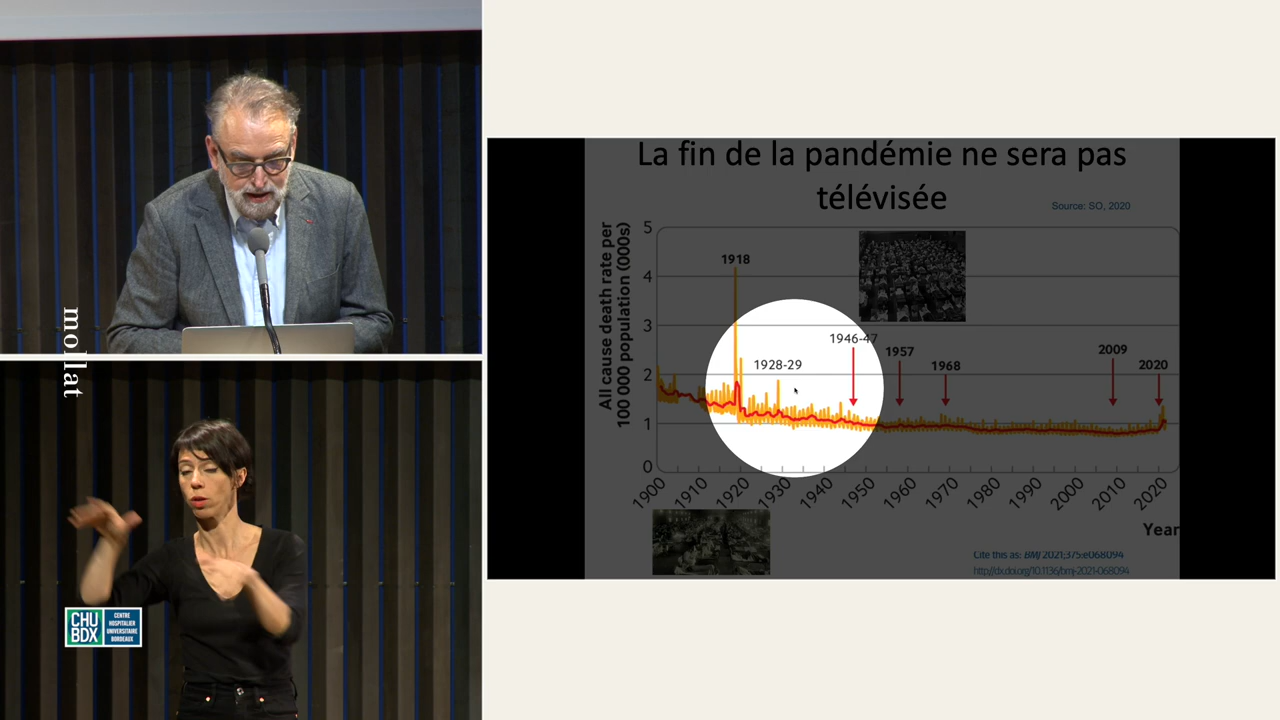 mollat
CHU
BDX
CENTRE
HOSPITALIER
UNIVERSITAIRE
BORDEAUX
La fin de la pandémie ne sera pas
télévisée
Source: SO, 2020
All cause death rate per
100 000 population (000s)
5
4
3
2
1
0
1918
1928-29
1946-47
1957
1968
2009
2020
1900
1910
1920
1930
1940
1950
1960
1970
1980
1990
2000
2010
2020
Year
Cite this as: BMJ 2021;375:e068094
http://dx.doi.org/10.1136/bmj-2021-068094